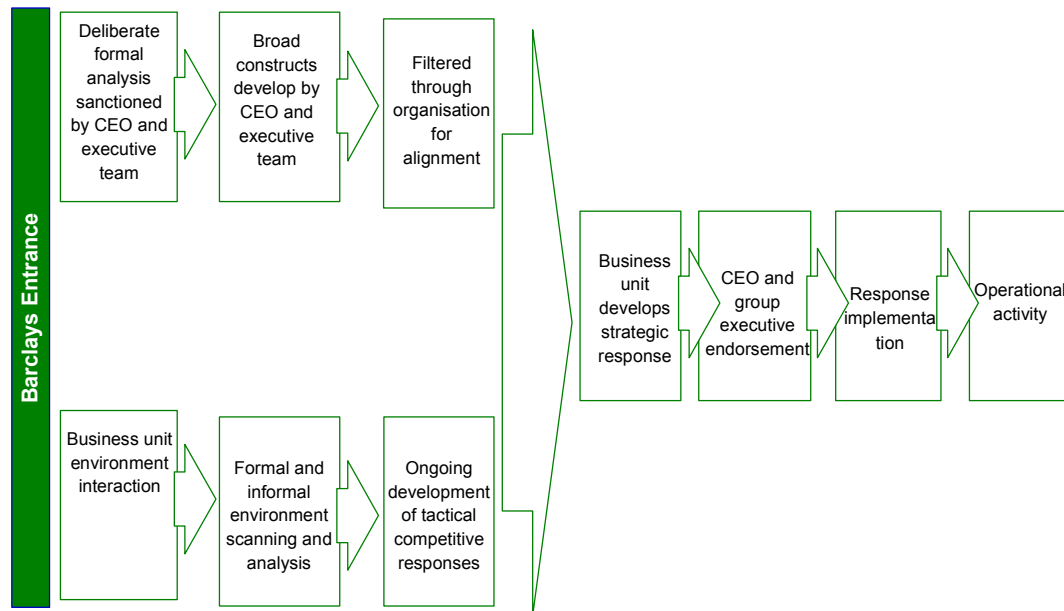 Barclays Entrance
Deliberate
formal
analysis
sanctioned
by CEO and
executive
team
Broad
constructs
develop by
CEO and
executive
team
Filtered
through
organisation
for
alignment
Business unit
environment
interaction
Formal and
informal
environment
scanning and
analysis
Ongoing
development
of tactical
competitive
responses
Business
unit
develops
strategic
response
CEO and
group
executive
endorsement
Response
implementa
tion
Operational
activity